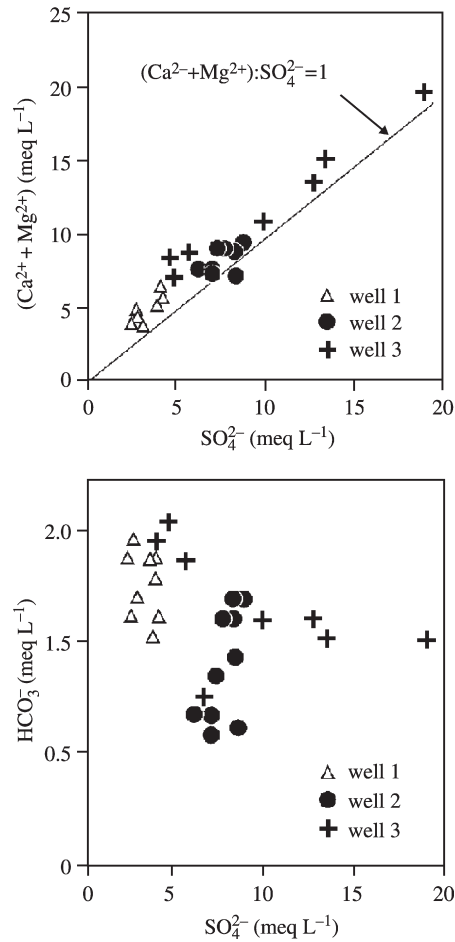 25
20
15
10
5
0
(Ca²⁺ + Mg²⁺) (meq L⁻¹)
(Ca²⁻+Mg²⁺):SO₄²⁻=1
well 1
well 2
well 3
0 5 10 15 20
SO₄²⁻ (meq L⁻¹)
2.0
1.5
0.5
0
HCO₃⁻ (meq L⁻¹)
well 1
well 2
well 3
0 5 10 15 20
SO₄²⁻ (meq L⁻¹)